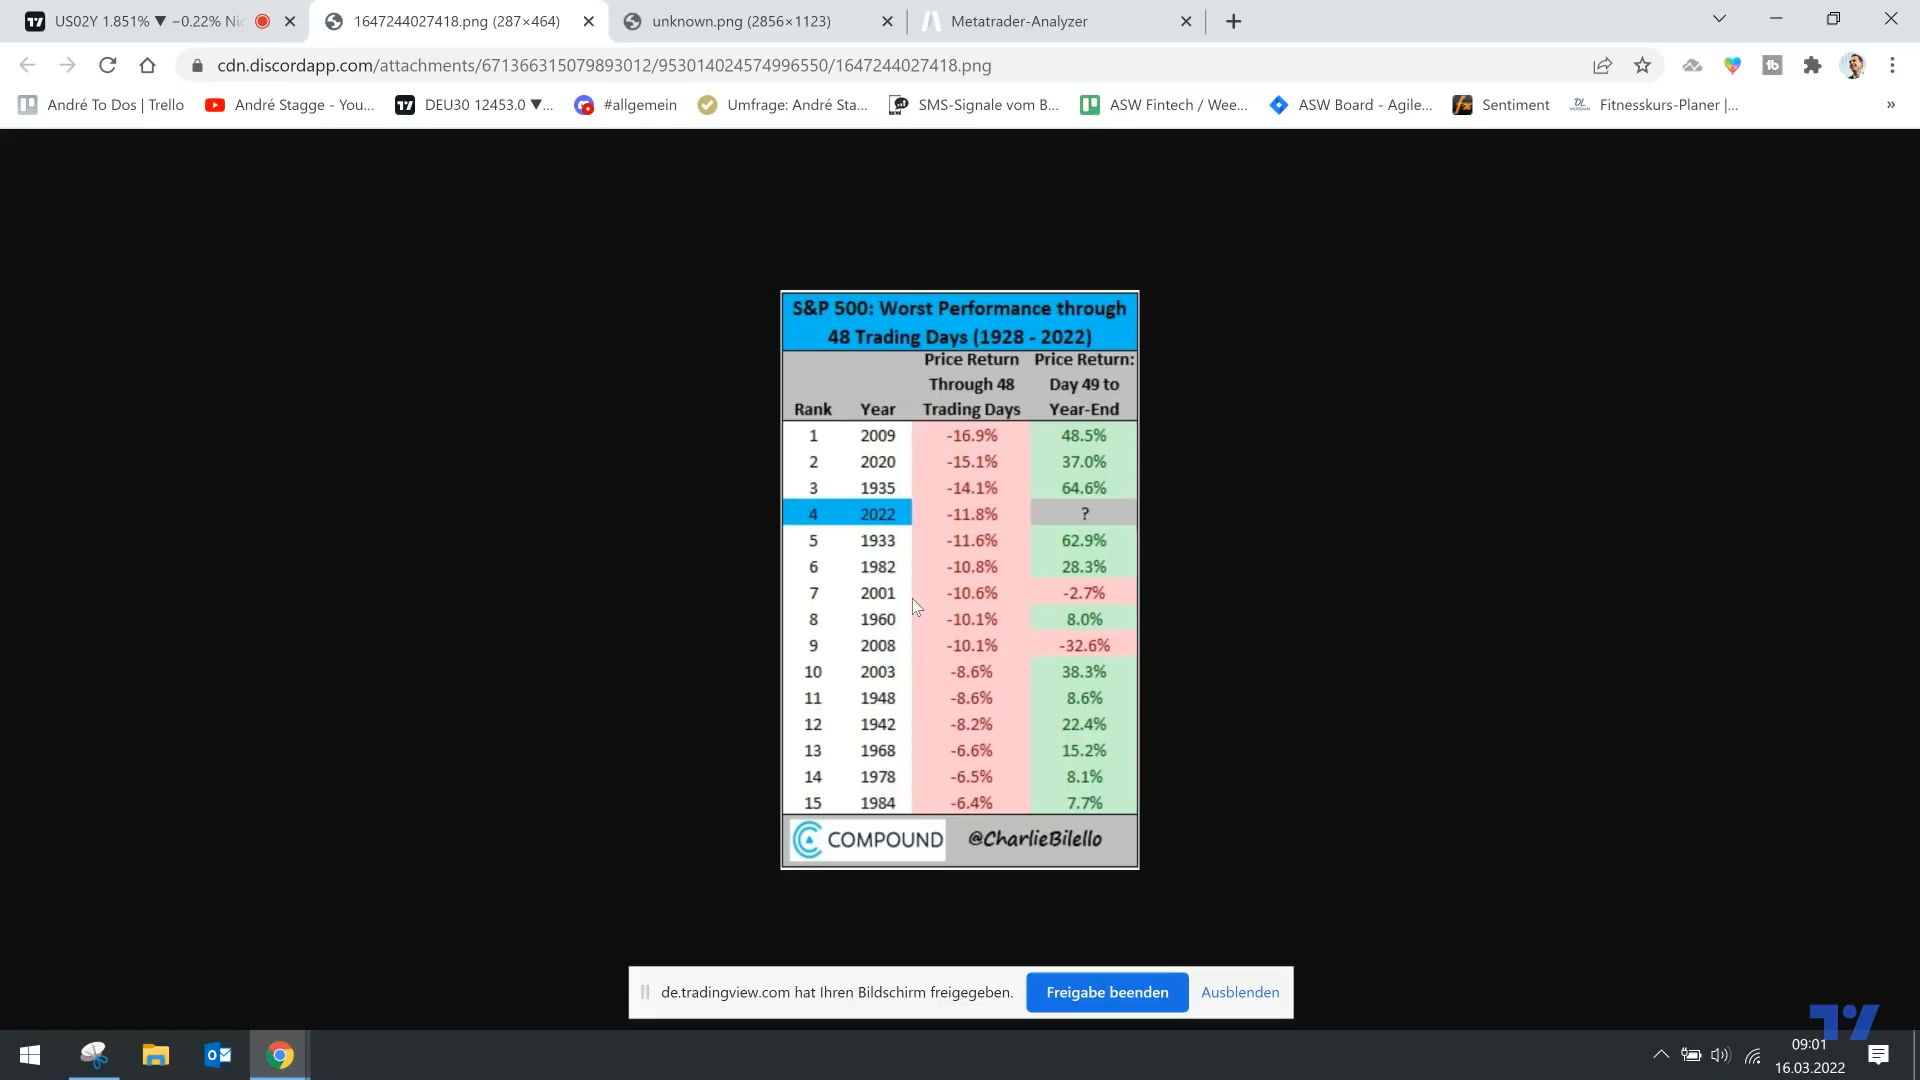 US02Y 1.851% ▼ −0.22% Nic
1647244027418.png (287×464)
unknown.png (2856×1123)
Metatrader-Analyzer
cdn.discordapp.com/attachments/671366315079893012/953014024574996550/1647244027418.png
André To Dos | Trello
André Stagge - You...
DEU30 12453.0 ▼...
#allgemein
Umfrage: André Sta...
SMS-Signale vom B...
ASW Fintech / Wee...
ASW Board - Agile...
Sentiment
Fitnesskurs-Planer |...
»
S&P 500: Worst Performance through
48 Trading Days (1928 - 2022)
Rank Year Price Return Through 48 Trading Days Price Return: Day 49 to Year-End
1 2009 -16.9% 48.5%
2 2020 -15.1% 37.0%
3 1935 -14.1% 64.6%
4 2022 -11.8% ?
5 1933 -11.6% 62.9%
6 1982 -10.8% 28.3%
7 2001 -10.6% -2.7%
8 1960 -10.1% 8.0%
9 2008 -10.1% -32.6%
10 2003 -8.6% 38.3%
11 1948 -8.6% 8.6%
12 1942 -8.2% 22.4%
13 1968 -6.6% 15.2%
14 1978 -6.5% 8.1%
15 1984 -6.4% 7.7%
COMPOUND @CharlieBilello
de.tradingview.com hat Ihren Bildschirm freigegeben.
Freigabe beenden
Ausblenden
09:01
16.03.2022